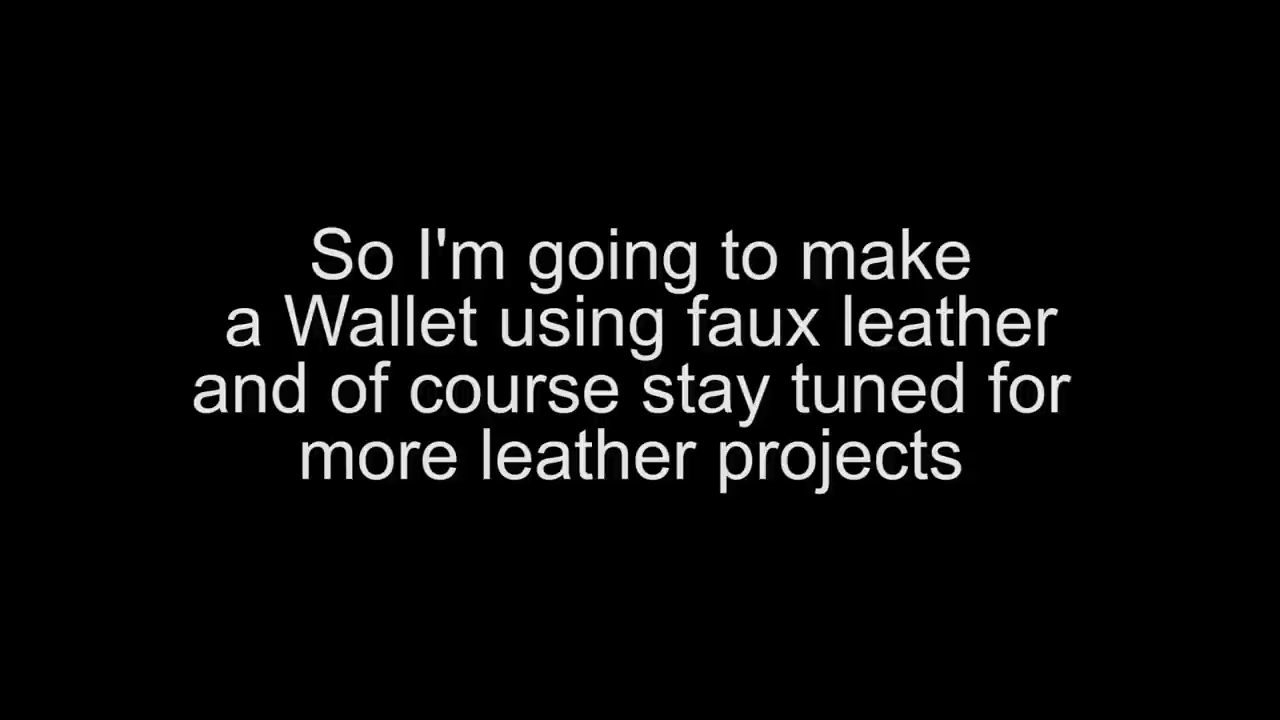 So I'm going to make
a Wallet using faux leather
and of course stay tuned for
more leather projects